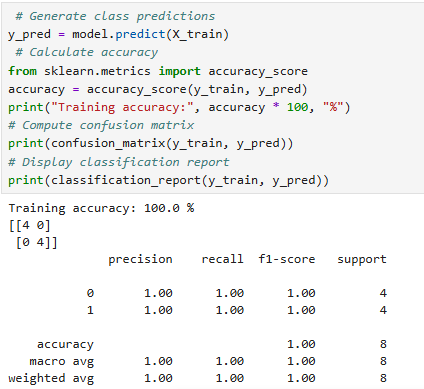 # Generate class predictions
y_pred = model.predict(X_train)
# Calculate accuracy
from sklearn.metrics import accuracy_score
accuracy = accuracy_score(y_train, y_pred)
print("Training accuracy:", accuracy * 100, "%")
# Compute confusion matrix
print(confusion_matrix(y_train, y_pred))
# Display classification report
print(classification_report(y_train, y_pred))
Training accuracy: 100.0 %
[[4 0]
 [0 4]]
              precision    recall  f1-score   support

           0       1.00      1.00      1.00         4
           1       1.00      1.00      1.00         4

    accuracy                           1.00         8
   macro avg       1.00      1.00      1.00         8
weighted avg       1.00      1.00      1.00         8